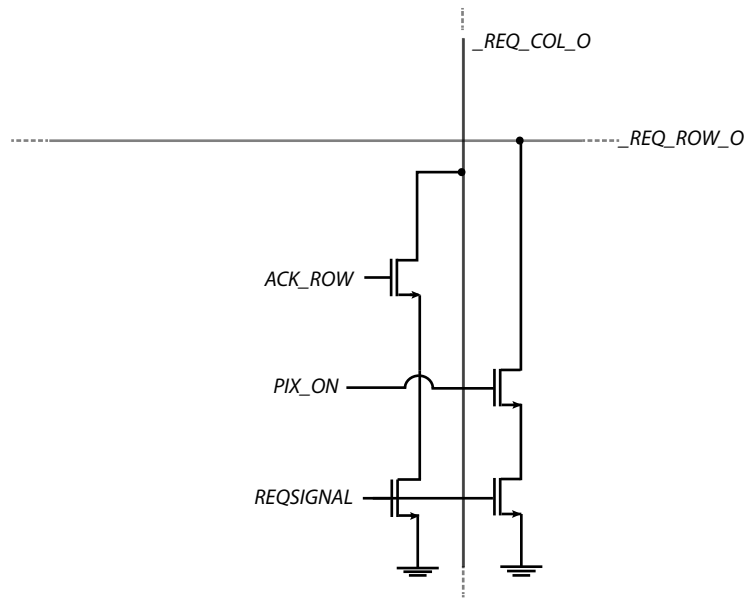 _REQ_COL_O
_REQ_ROW_O
ACK_ROW
PIX_ON
REQSIGNAL